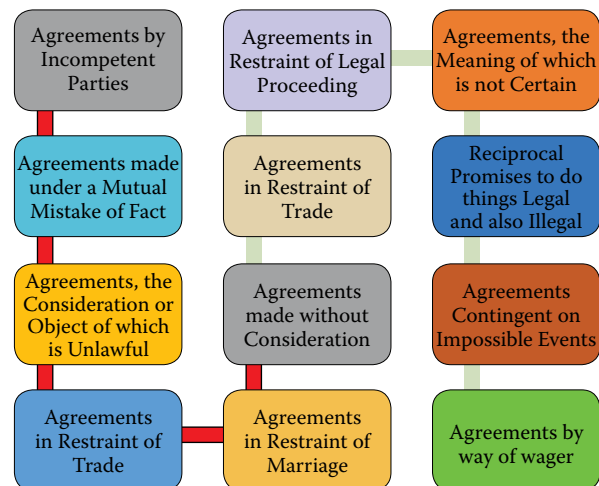 Agreements by
Incompetent
Parties
Agreements made
under a Mutual
Mistake of Fact
Agreements, the
Consideration or
Object of which
is Unlawful
Agreements
in Restraint of
Trade
Agreements
in Restraint of
Marriage
Agreements
made without
Consideration
Agreements
in Restraint of
Trade
Agreements in
Restraint of Legal
Proceeding
Agreements, the
Meaning of which
is not Certain
Reciprocal
Promises to do
things Legal
and also Illegal
Agreements
Contingent on
Impossible Events
Agreements by
way of wager